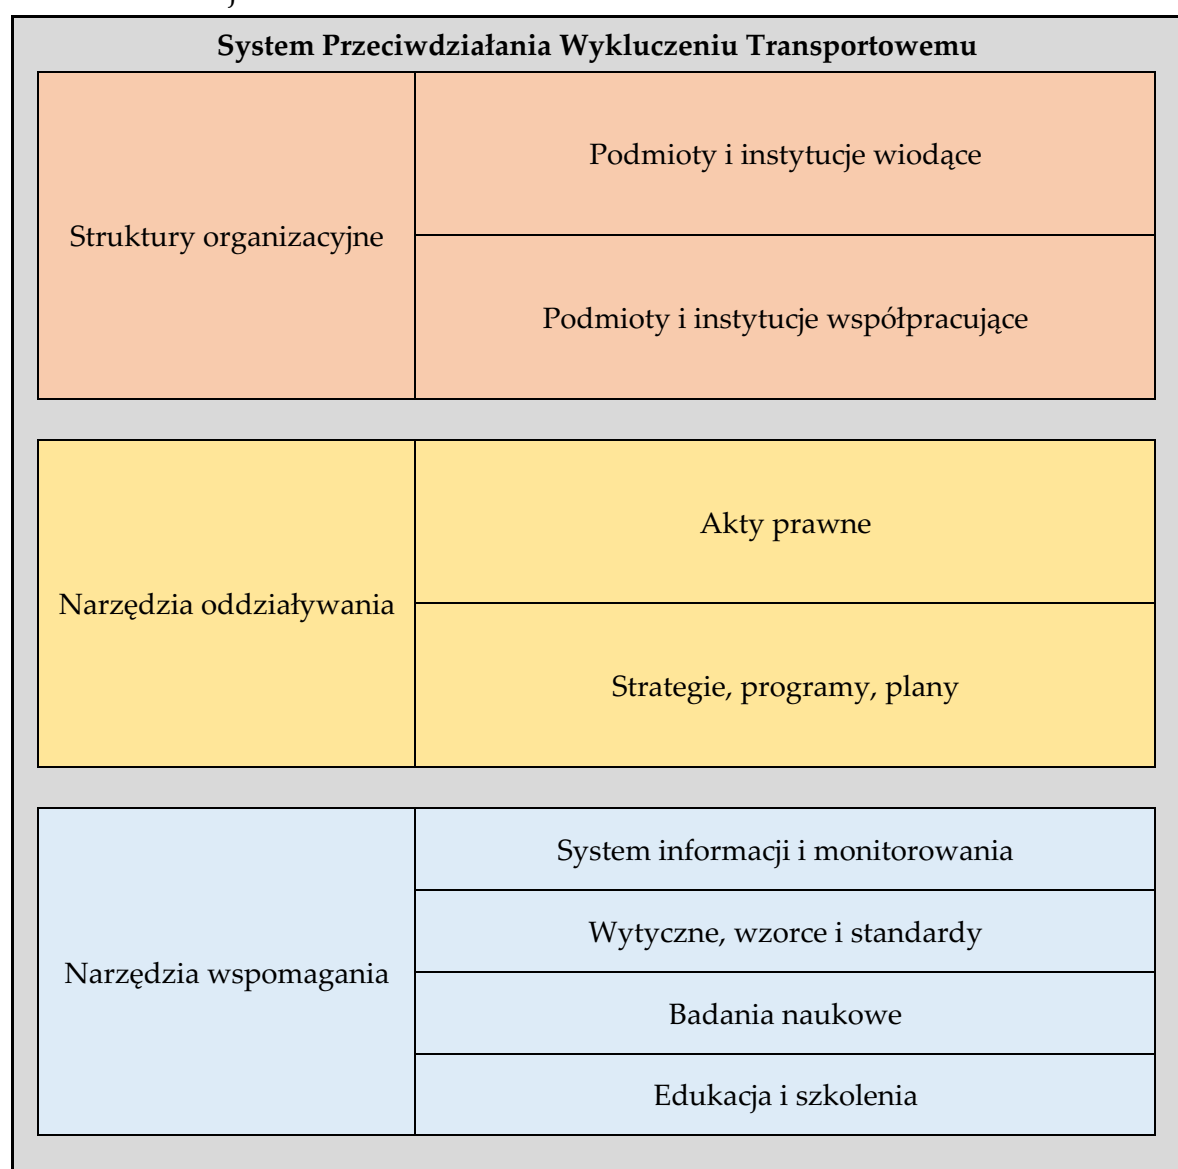 System Przeciwdziałania Wykluczeniu Transportowemu
Struktury organizacyjne
Podmioty i instytucje wiodące
Podmioty i instytucje współpracujące
Narzędzia oddziaływania
Akty prawne
Strategie, programy, plany
Narzędzia wspomagania
System informacji i monitorowania
Wytyczne, wzorce i standardy
Badania naukowe
Edukacja i szkolenia